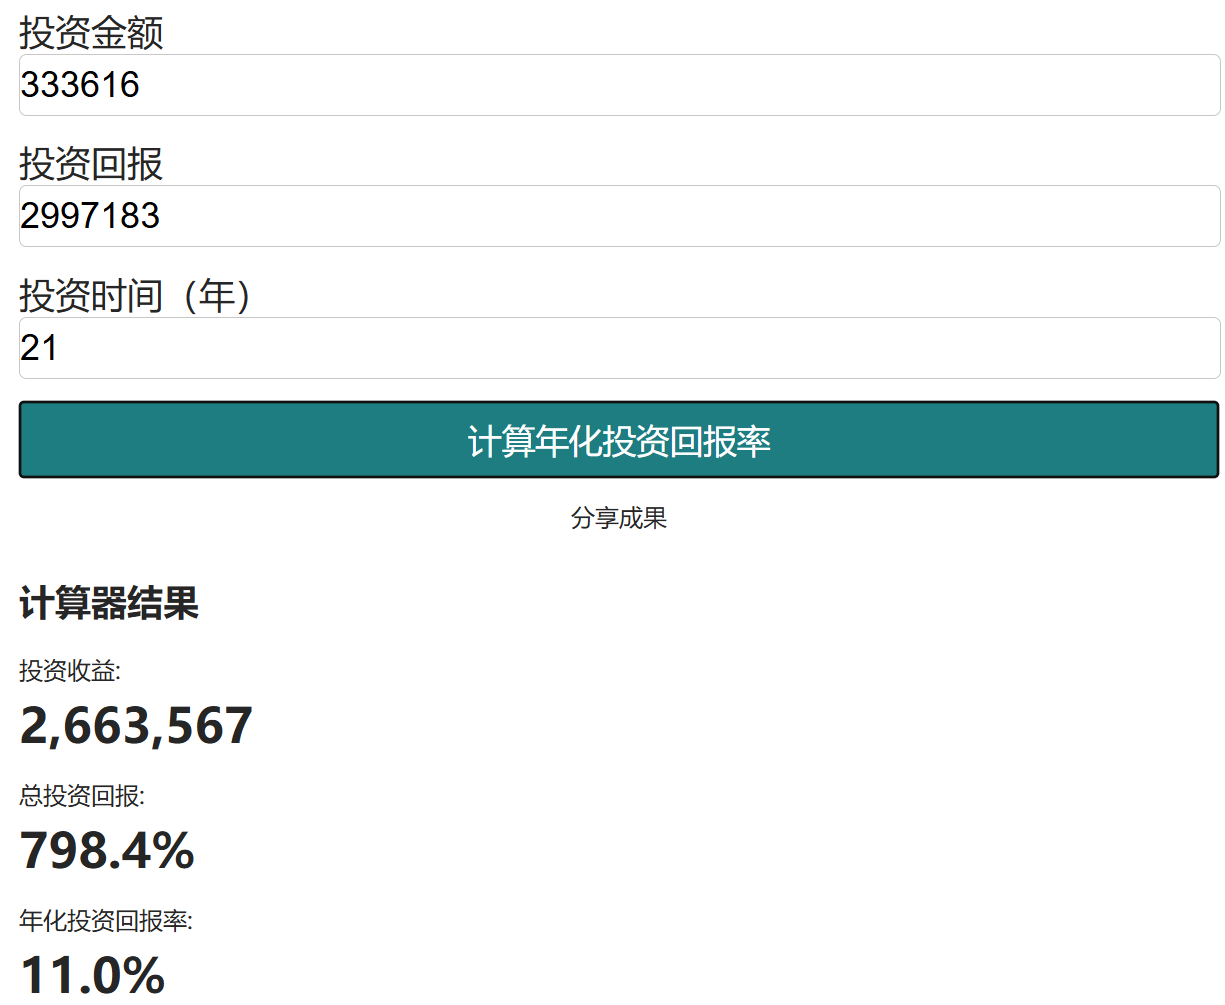 投资金额
333616
投资回报
2997183
投资时间（年）
21
计算年化投资回报率
分享成果
计算器结果
投资收益:
2,663,567
总投资回报:
798.4%
年化投资回报率:
11.0%